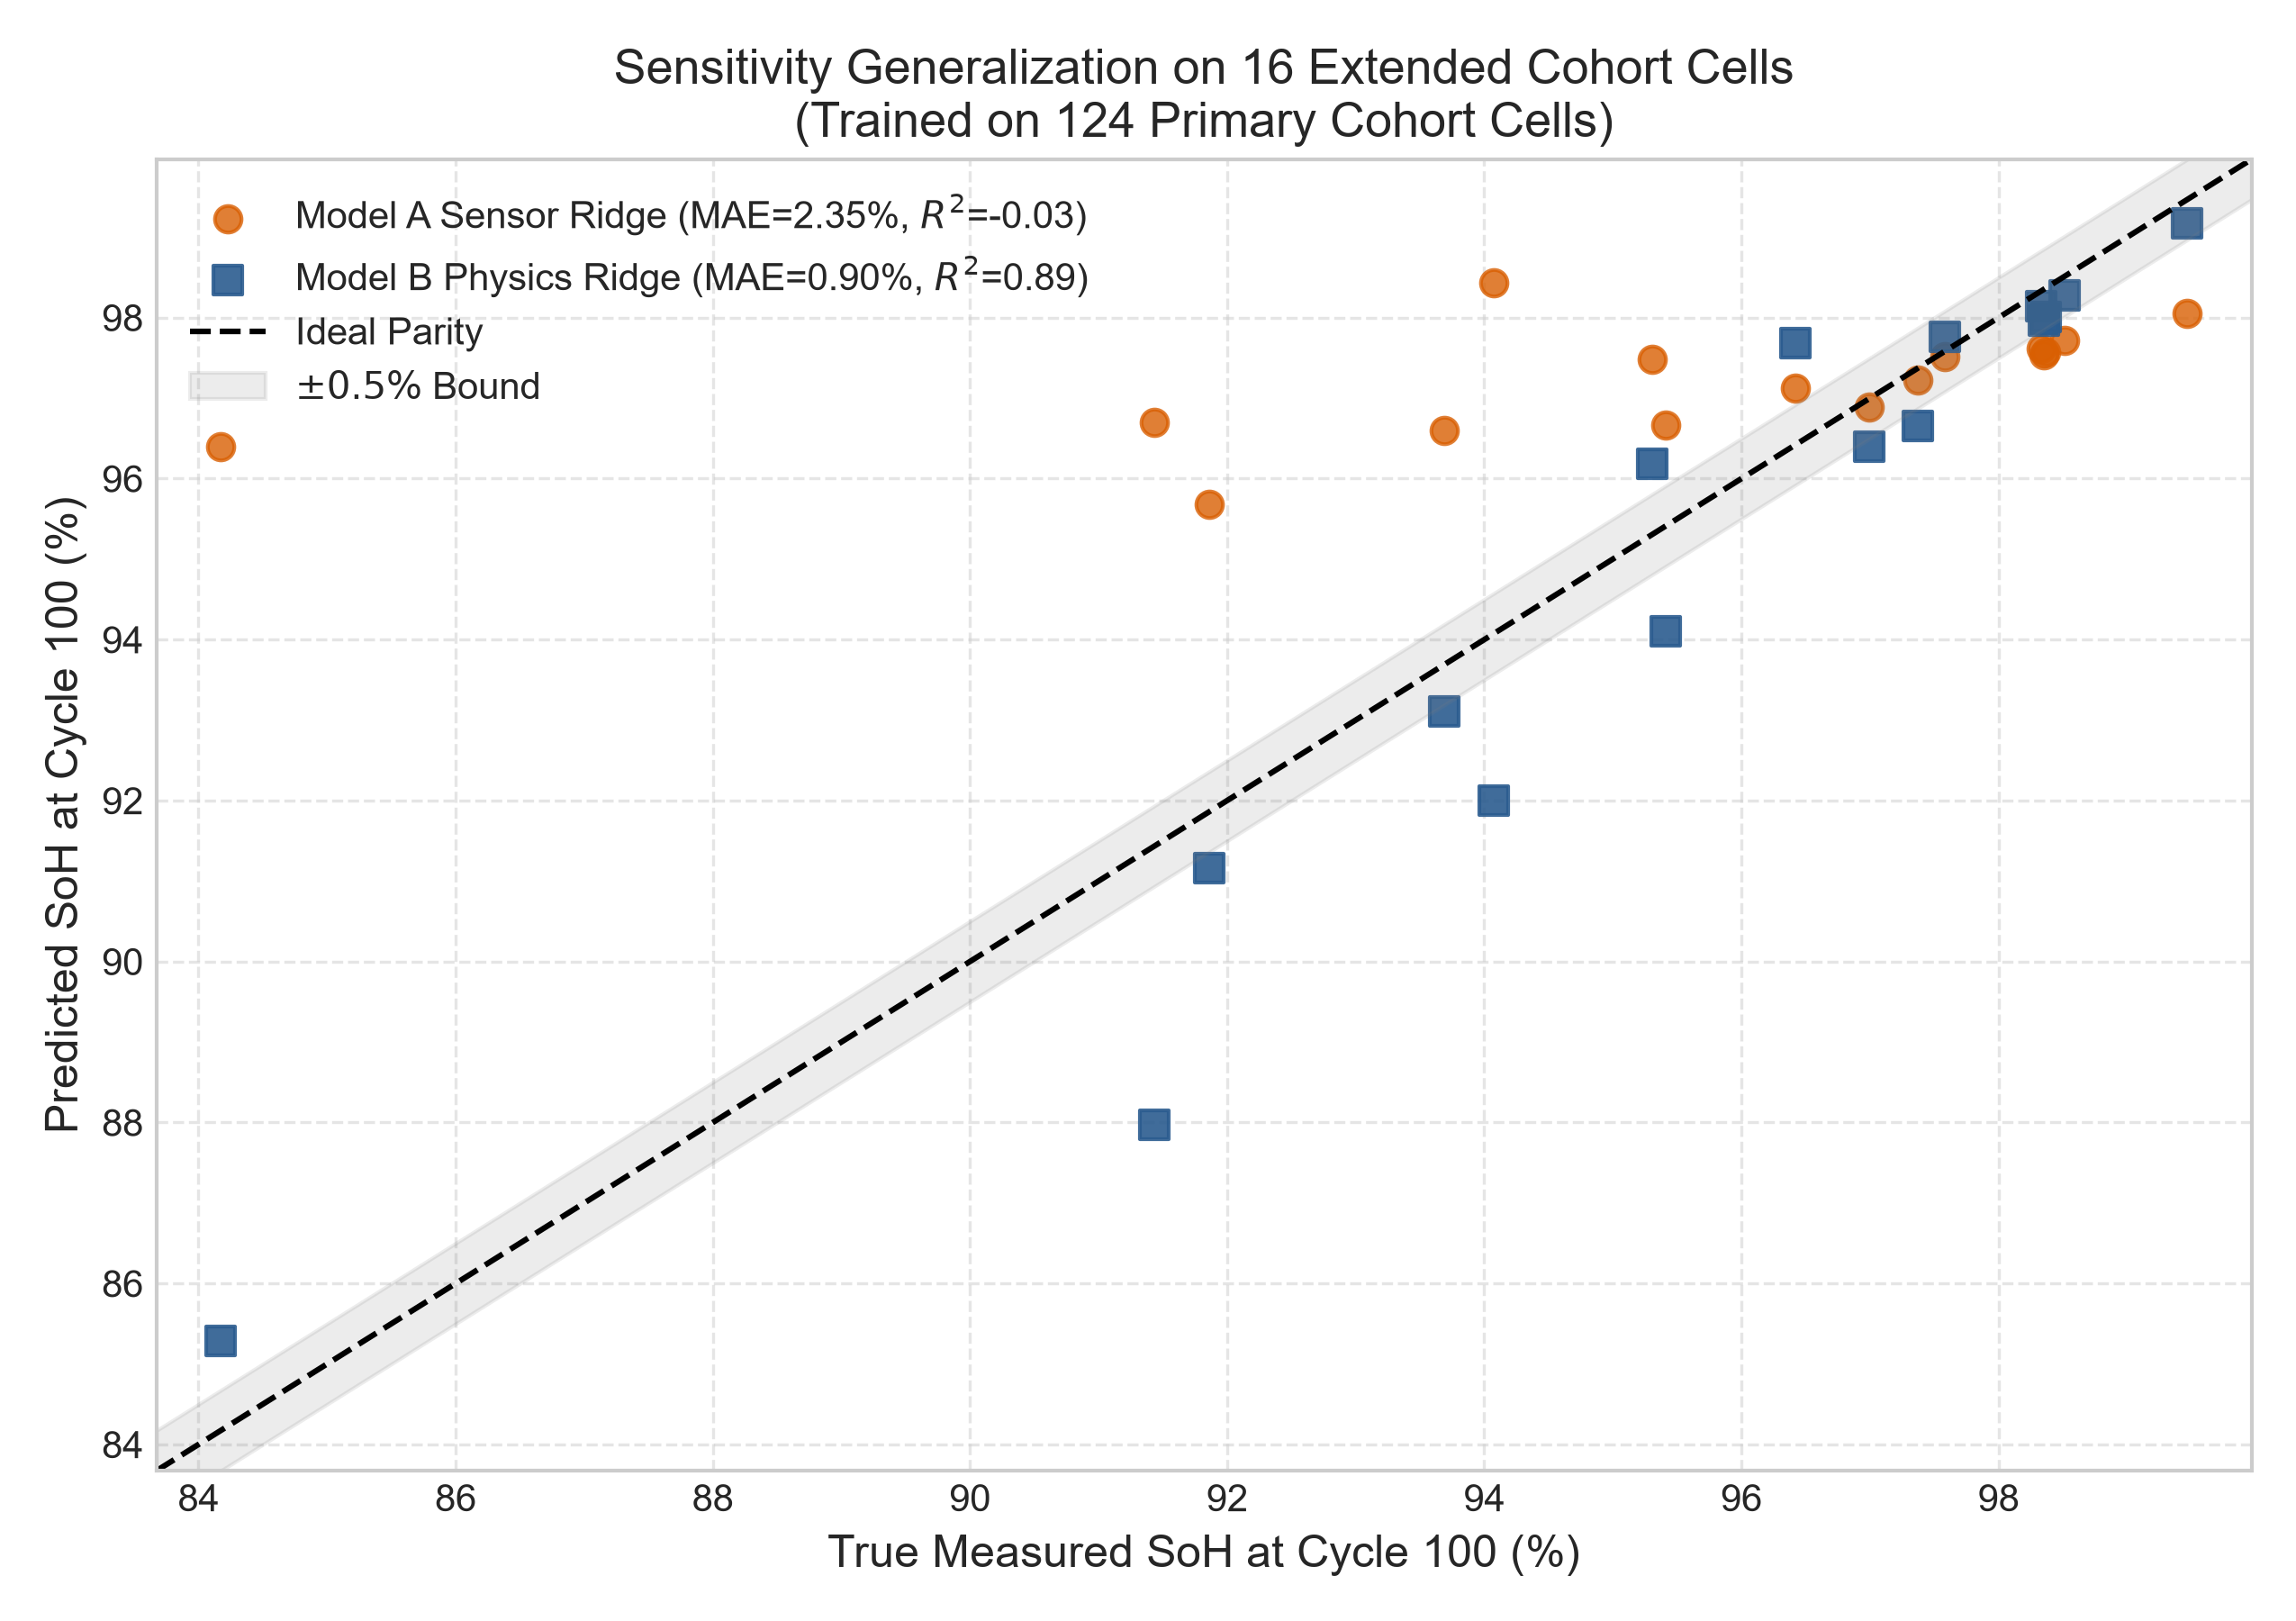 Sensitivity Generalization on 16 Extended Cohort Cells
(Trained on 124 Primary Cohort Cells)
Model A Sensor Ridge (MAE=2.35%, R²=-0.03)
Model B Physics Ridge (MAE=0.90%, R²=0.89)
Ideal Parity
±0.5% Bound
Predicted SoH at Cycle 100 (%)
98
96
94
92
90
88
86
84
84 86 88 90 92 94 96 98
True Measured SoH at Cycle 100 (%)